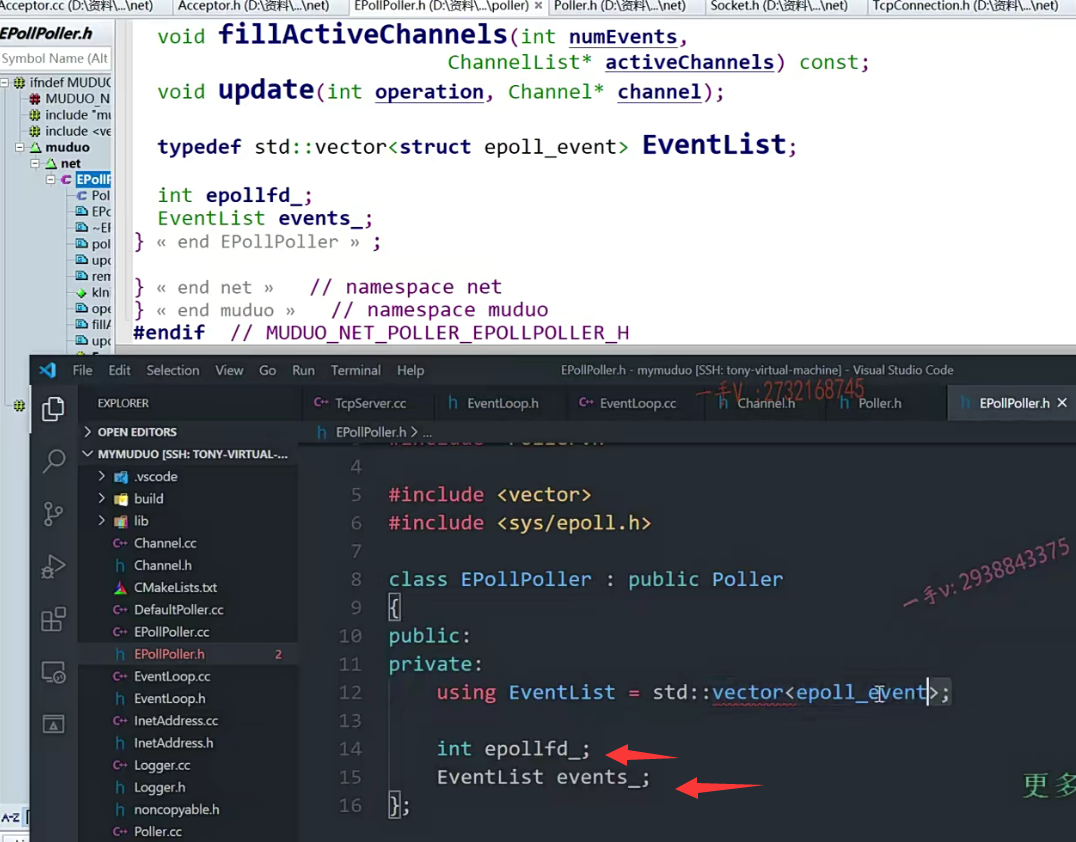 Acceptor.cc (D:\资料\...\net)
Acceptor.h (D:\资料\...\net)
EPollPoller.h (D:\资料\...\poller) ×
Poller.h (D:\资料\...\net)
Socket.h (D:\资料\...\net)
TcpConnection.h (D:\资料\...\net)
EPollPoller.h
Symbol Name (Alt
ifndef MUDUO
MUDUO_N
include "mu
include <ve
muduo
net
EPollF
Pol
EPc
~EI
pol
upc
rem
kIn
ope
fillA
upc
void fillActiveChannels(int numEvents,
ChannelList* activeChannels) const;
void update(int operation, Channel* channel);
typedef std::vector<struct epoll_event> EventList;
int epollfd_;
EventList events_;
} « end EPollPoller » ;
} « end net » // namespace net
} « end muduo » // namespace muduo
#endif // MUDUO_NET_POLLER_EPOLLPOLLER_H
A-Z
File Edit Selection View Go Run Terminal Help
EPollPoller.h - mymuduo [SSH: tony-virtual-machine] - Visual Studio Code
一手V:2732168745
EXPLORER
TcpServer.cc
EventLoop.h
EventLoop.cc
Channel.h
Poller.h
EPollPoller.h ×
OPEN EDITORS
MYMUDUO [SSH: TONY-VIRTUAL-...
.vscode
build
lib
Channel.cc
Channel.h
CMakeLists.txt
DefaultPoller.cc
EPollPoller.cc
EPollPoller.h 2
EventLoop.cc
EventLoop.h
InetAddress.cc
InetAddress.h
Logger.cc
Logger.h
noncopyable.h
Poller.cc
EPollPoller.h > ...
4
5 #include <vector>
6 #include <sys/epoll.h>
7
8 class EPollPoller : public Poller
9 {
10 public:
11 private:
12 using EventList = std::vector<epoll_event>;
13
14 int epollfd_;
15 EventList events_;
16 };
一手v:2938843375
更多